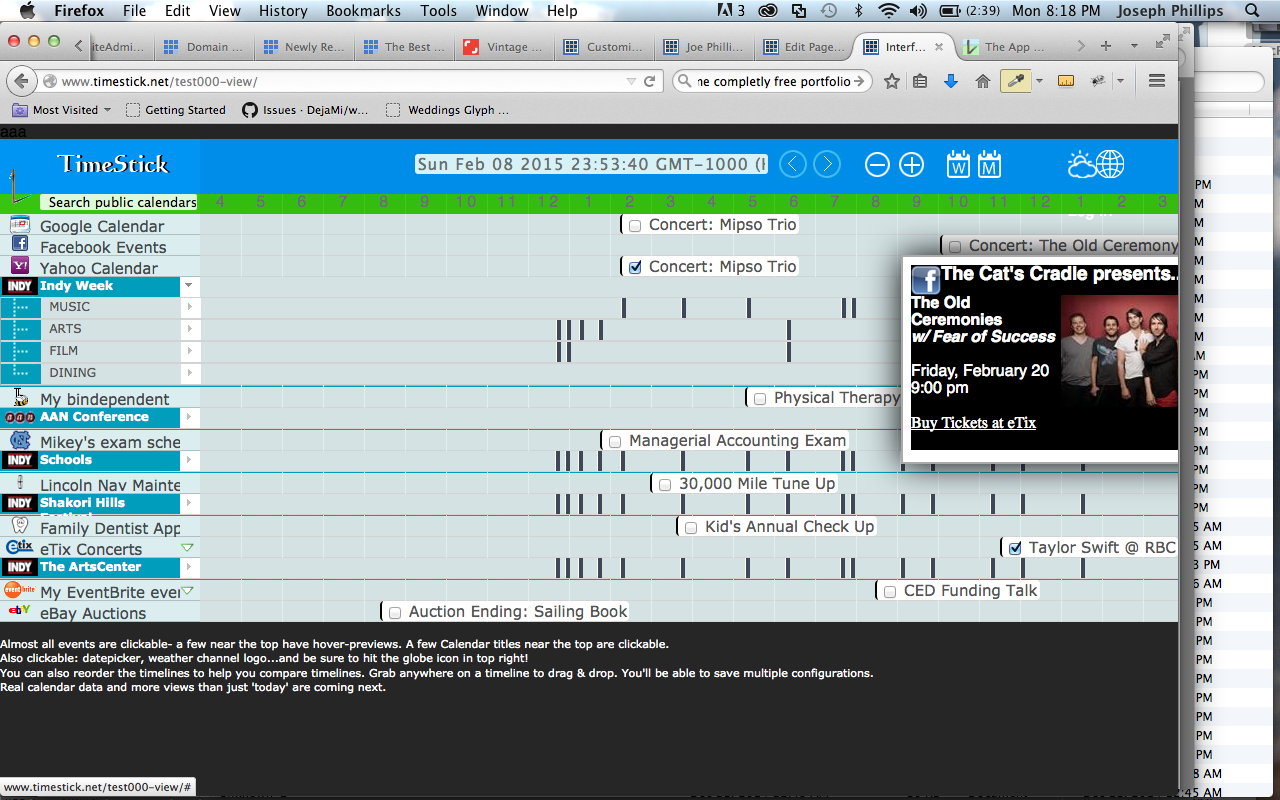 Firefox File Edit View History Bookmarks Tools Window Help 3 (2:39) Mon 8:18 PM Joseph Phillips
iteAdmi... Domain ... Newly Re... The Best ... Vintage ... Customi... Joe Philli... Edit Page... Interf... The App ...
www.timestick.net/test000-view/ ne completly free portfolio
Most Visited Getting Started Issues · DejaMi/w... Weddings Glyph ...
aaa
TimeStick Sun Feb 08 2015 23:53:40 GMT-1000 ( W M
Search public calendars 4 5 6 7 8 9 10 11 12 1 2 3 4 5 6 7 8 9 10 11 12 1 2 3
Log in
Google Calendar Concert: Mipso Trio
Facebook Events Concert: The Old Ceremony
Yahoo Calendar Concert: Mipso Trio
INDY Indy Week
MUSIC
ARTS
FILM
DINING
The Cat's Cradle presents..
The Old
Ceremonies
w/ Fear of Success
Friday, February 20
9:00 pm
Buy Tickets at eTix
My bindependent Physical Therapy
aan AAN Conference
Mikey's exam sche Managerial Accounting Exam
INDY Schools
Lincoln Nav Mainte 30,000 Mile Tune Up
INDY Shakori Hills
Family Dentist App Kid's Annual Check Up
eTix eTix Concerts Taylor Swift @ RBC
INDY The ArtsCenter
eventbrite My EventBrite ever CED Funding Talk
ebY eBay Auctions Auction Ending: Sailing Book
Almost all events are clickable- a few near the top have hover-previews. A few Calendar titles near the top are clickable.
Also clickable: datepicker, weather channel logo...and be sure to hit the globe icon in top right!
You can also reorder the timelines to help you compare timelines. Grab anywhere on a timeline to drag & drop. You'll be able to save multiple configurations.
Real calendar data and more views than just 'today' are coming next.
www.timestick.net/test000-view/#